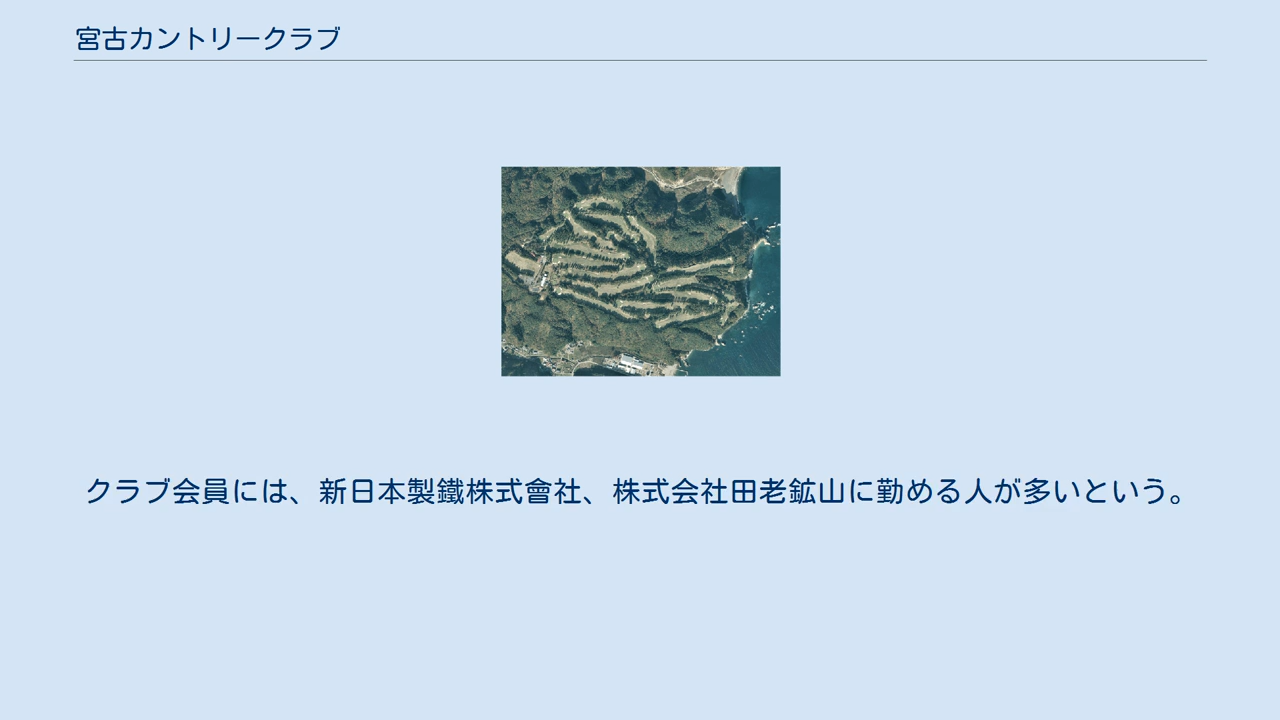 宮古カントリークラブ
クラブ会員には、新日本製鐵株式會社、株式会社田老鉱山に勤める人が多いという。